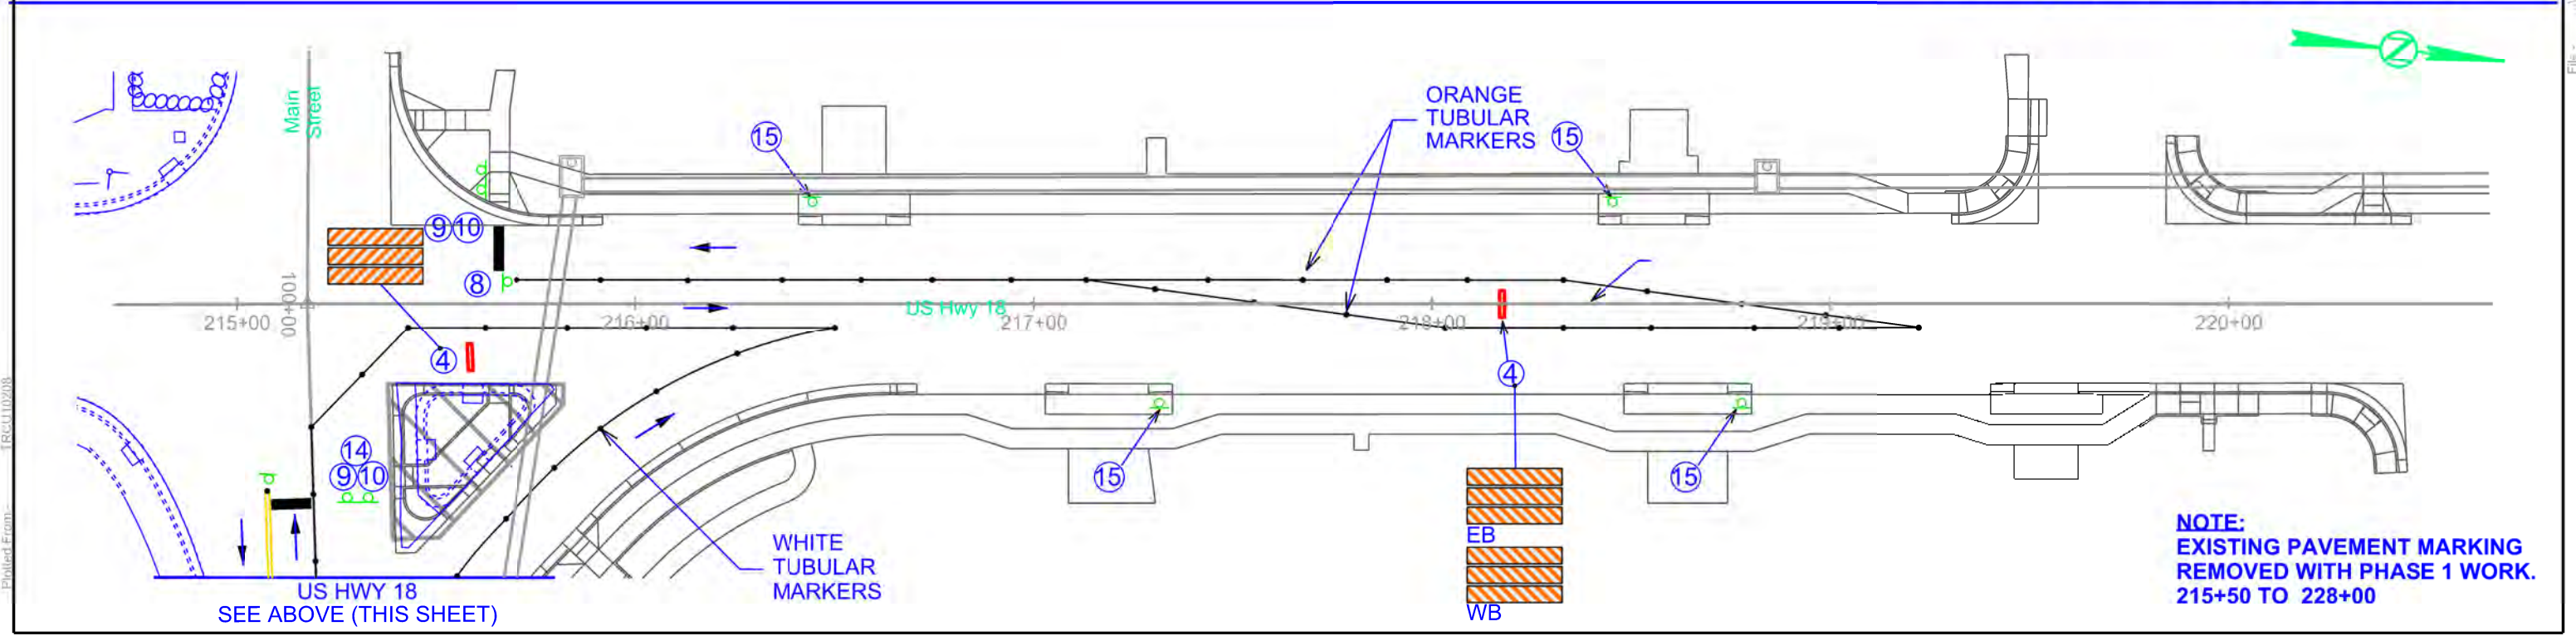 Main
Street
ORANGE
TUBULAR
MARKERS
15
15
9 10
8
4
100+00
215+00
216+00
US Hwy 18
217+00
218+00
219+00
220+00
4
14
9 10
15
15
WHITE
TUBULAR
MARKERS
EB
WB
US HWY 18
SEE ABOVE (THIS SHEET)
NOTE:
EXISTING PAVEMENT MARKING
REMOVED WITH PHASE 1 WORK.
215+50 TO 228+00
Plotted From -
File -